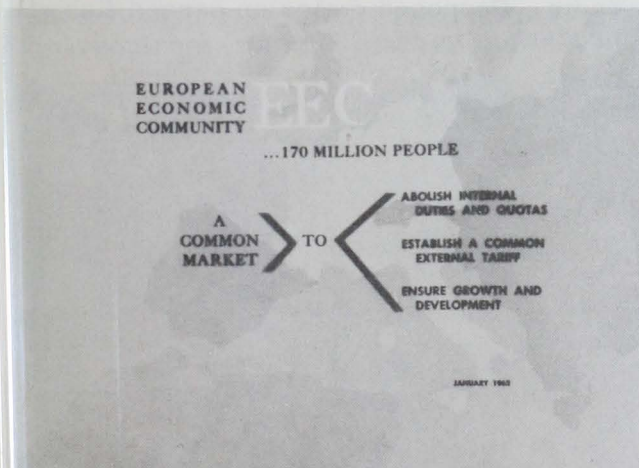 EUROPEAN
ECONOMIC
COMMUNITY
EEC
...170 MILLION PEOPLE
A
COMMON
MARKET
TO
ABOLISH INTERNAL
DUTIES AND QUOTAS
ESTABLISH A COMMON
EXTERNAL TARIFF
ENSURE GROWTH AND
DEVELOPMENT
JANUARY